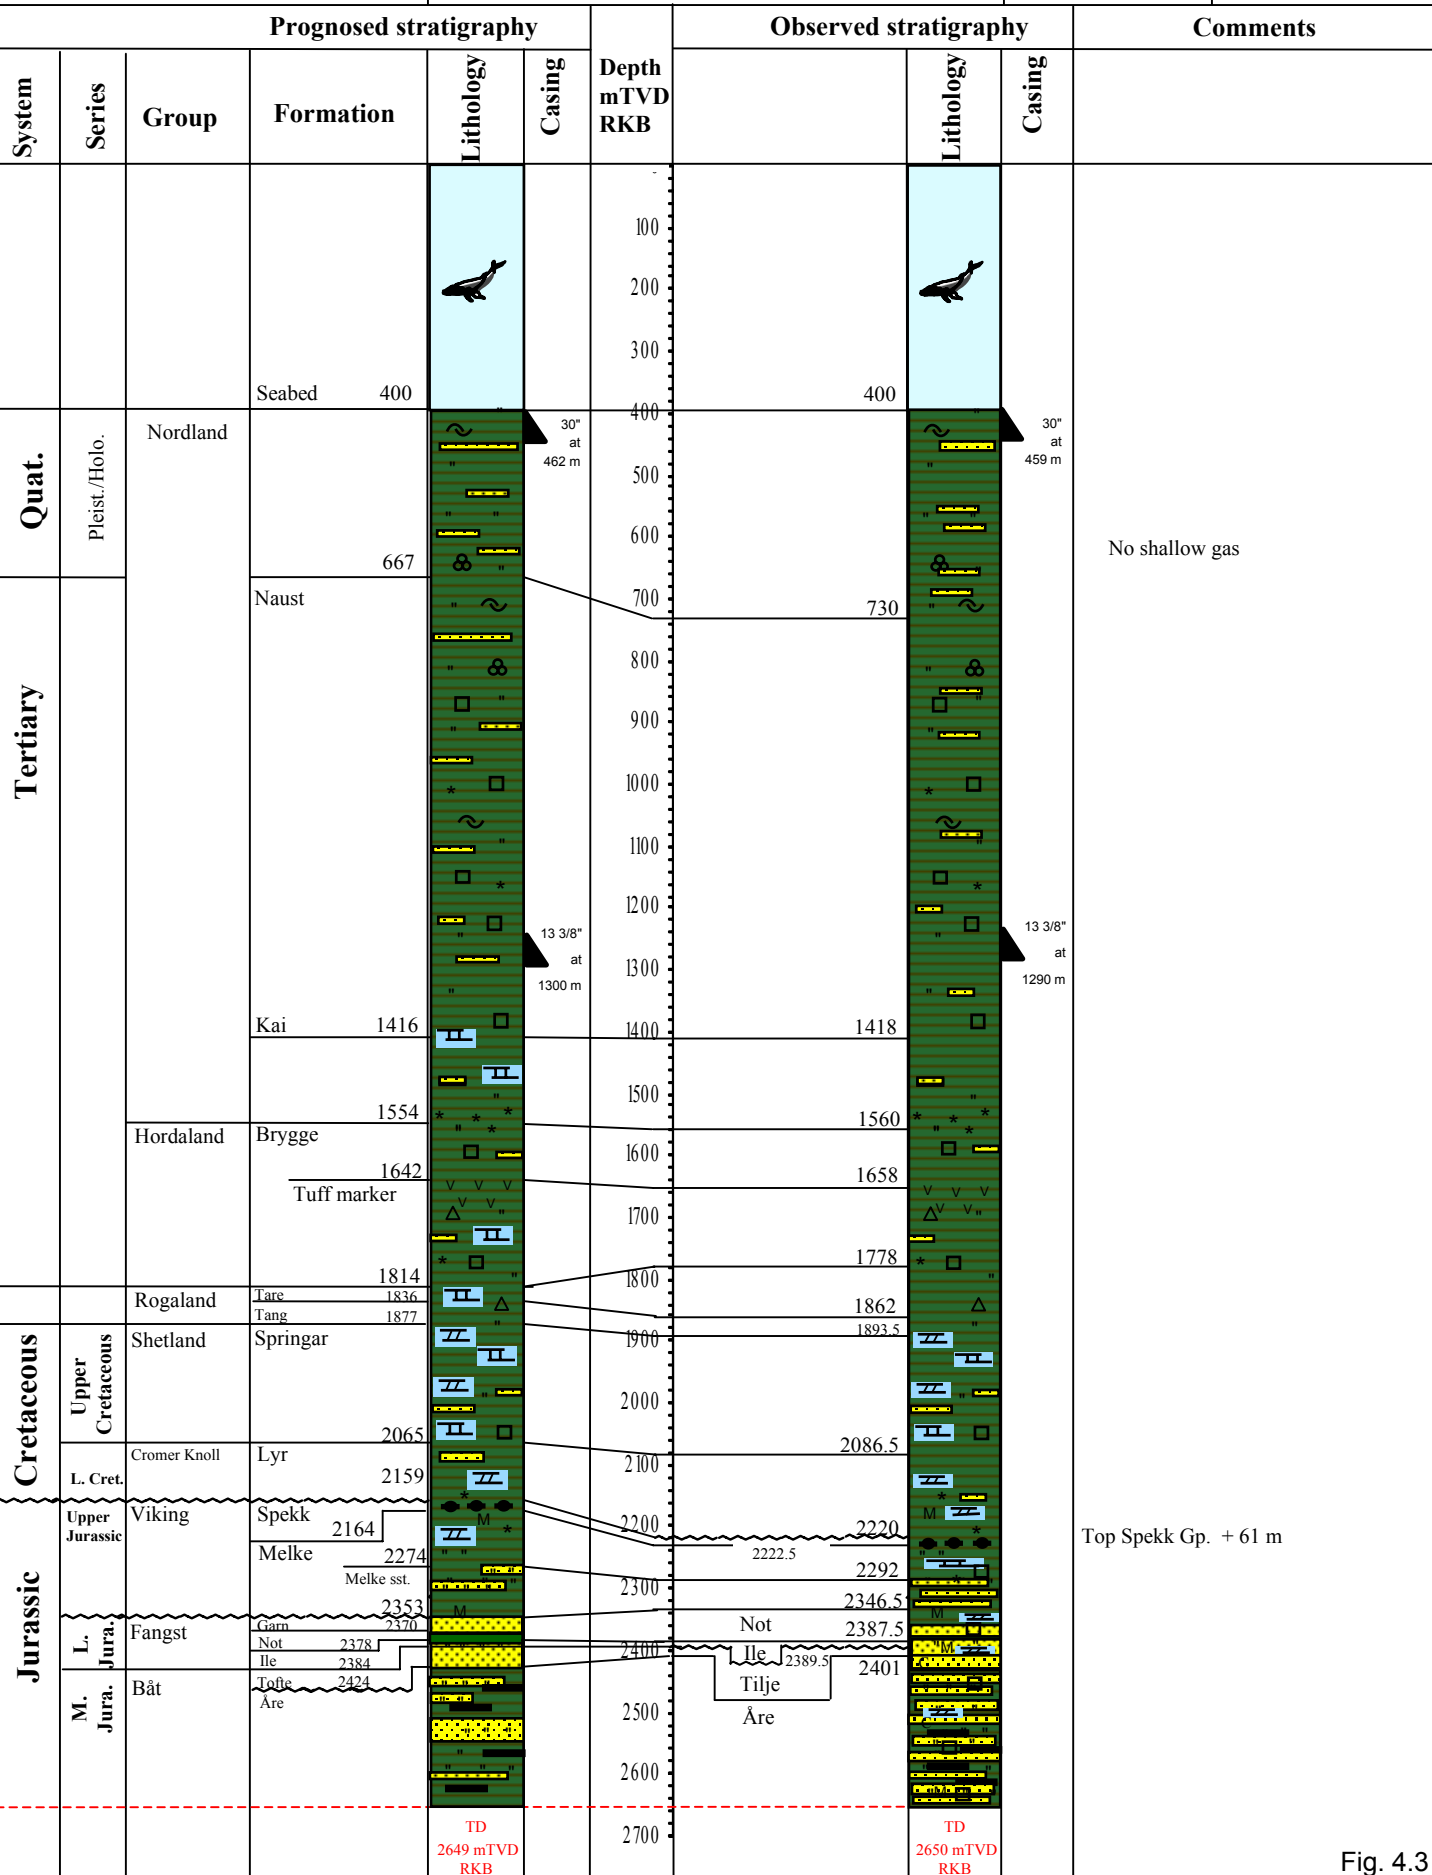 Prognosed stratigraphy
Observed stratigraphy
Comments
System
Series
Group
Formation
Lithology
Casing
Depth
mTVD
RKB
Lithology
Casing
100
200
300
Seabed 400
400
400
Quat.
Pleist./Holo.
Nordland
30"
at
462 m
30"
at
459 m
500
600
No shallow gas
667
Naust
700
730
Tertiary
800
900
1000
1100
1200
13 3/8"
at
1300 m
13 3/8"
at
1290 m
1300
Kai 1416
1400
1418
1500
1554
1560
Hordaland
Brygge
1600
1642
1658
Tuff marker
1700
1778
1814
1800
Rogaland
Tare 1836
Tang 1877
1862
1893.5
1900
Cretaceous
Upper
Cretaceous
Shetland
Springar
2000
2065
2086.5
Cromer Knoll
Lyr
2100
L. Cret.
2159
Jurassic
Upper
Jurassic
Viking
Spekk
2164
2200
2220
Top Spekk Gp. + 61 m
Melke
2222.5
2274
2292
Melke sst.
2300
2353
2346.5
L.
Jura.
Fangst
Garn 2370
Not
2387.5
Not 2378
2400
Ile
2389.5
Ile 2384
2401
M.
Jura.
Båt
Tofte 2424
Tilje
Åre
Åre
2500
2600
2700
TD
2649 mTVD
RKB
TD
2650 mTVD
RKB
Fig. 4.3